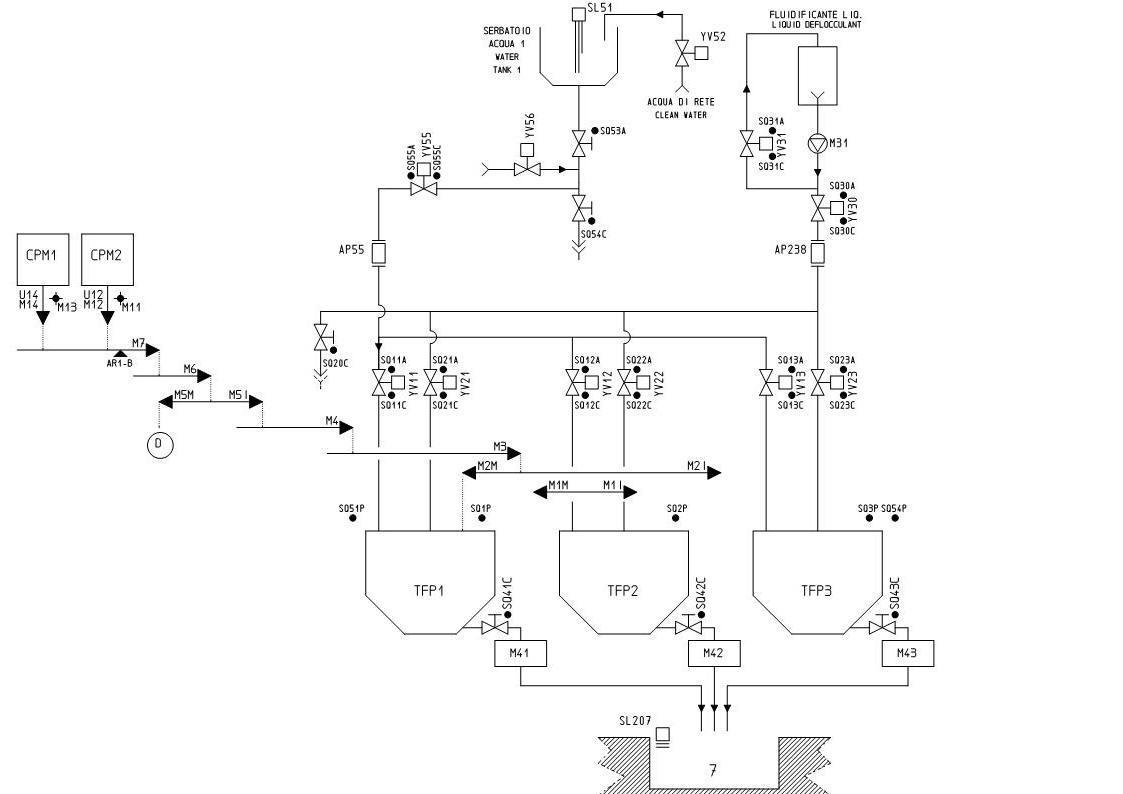 SL51
FLUIDIFICANTE LIQ.
LIQUID DEFLOCCULANT
SERBATOIO
ACQUA 1
WATER
TANK 1
YV52
ACQUA DI RETE
CLEAN WATER
YV56
SQ53A
SQ31A
YV31
SQ31C
M31
SQ55A
YV55
SQ55C
SQ30A
YV30
SQ30C
SQ54C
AP55
AP238
CPM1
CPM2
U14
M14
M13
U12
M12
M11
M7
AR1-B
SQ20C
M6
M5M
M5I
D
M4
M3
M2M
M2I
M1M
M1I
SQ11A
YV11
SQ11C
SQ21A
YV21
SQ21C
SQ12A
YV12
SQ12C
SQ22A
YV22
SQ22C
SQ13A
YV13
SQ13C
SQ23A
YV23
SQ23C
SQ51P
SQ1P
SQ2P
SQ3P
SQ54P
TFP1
TFP2
TFP3
SQ41C
SQ42C
SQ43C
M41
M42
M43
SL207
7